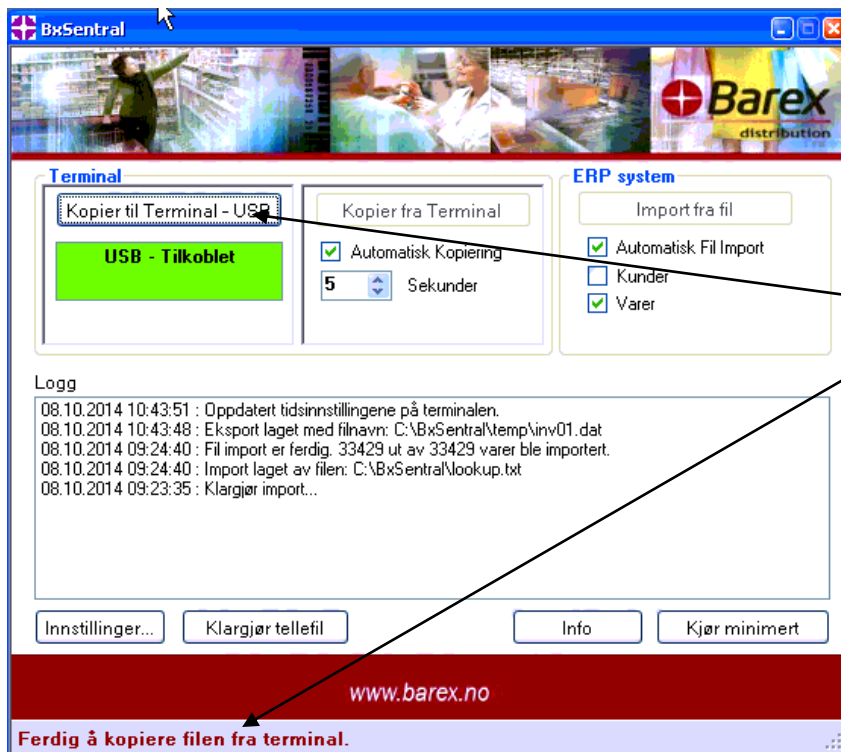 BxSentral
Barex
distribution
Terminal
Kopier til Terminal - USB
USB - Tilkoblet
Kopier fra Terminal
Automatisk Kopiering
5 Sekunder
ERP system
Import fra fil
Automatisk Fil Import
Kunder
Varer
Logg
08.10.2014 10:43:51 : Oppdatert tidsinnstillingene på terminalen.
08.10.2014 10:43:48 : Eksport laget med filnavn: C:\BxSentral\temp\inv01.dat
08.10.2014 09:24:40 : Fil import er ferdig. 33429 ut av 33429 varer ble importert.
08.10.2014 09:24:40 : Import laget av filen: C:\BxSentral\lookup.txt
08.10.2014 09:23:35 : Klargjør import...
Innstillinger... Klargjør tellefil Info Kjør minimert
www.barex.no
Ferdig å kopiere filen fra terminal.